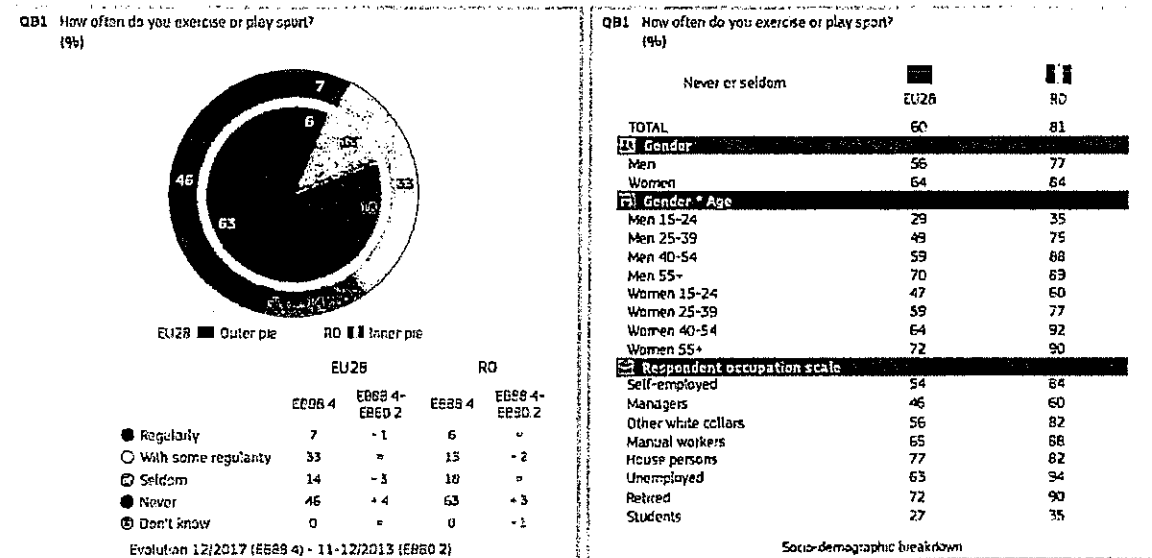 QB1 How often do you exercise or play sport?
(%)
7
6
13
46
33
18
63
EU28 Outer pie RO Inner pie
EU28 RO
EB88 4 EB88 4- EB80 2 EB88 4 EB88 4- EB80 2
Regularly 7 - 1 6 =
With some regularity 33 = 13 - 2
Seldom 14 - 3 18 =
Never 46 + 4 63 + 3
Don't know 0 = 0 - 1
Evolution 12/2017 (EB88 4) - 11-12/2013 (EB80 2)
QB1 How often do you exercise or play sport?
(%)
Never or seldom
EU28 RO
TOTAL 60 81
Gender
Men 56 77
Women 64 84
Gender * Age
Men 15-24 29 35
Men 25-39 49 75
Men 40-54 59 88
Men 55+ 70 89
Women 15-24 47 60
Women 25-39 59 77
Women 40-54 64 92
Women 55+ 72 90
Respondent occupation scale
Self-employed 54 84
Managers 46 60
Other white collars 56 82
Manual workers 65 88
House persons 77 82
Unemployed 63 94
Retired 72 90
Students 27 35
Socio-demographic breakdown